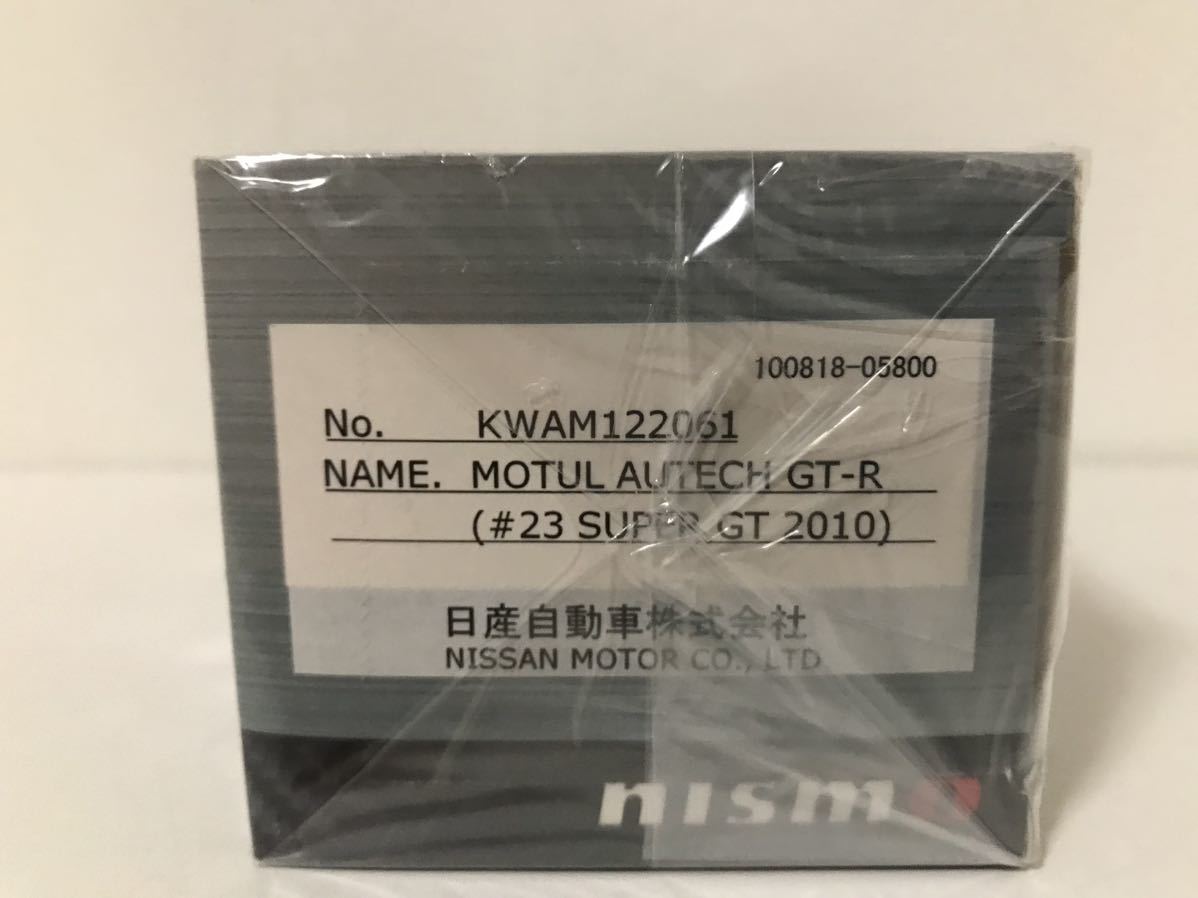 100818-05800
No. KWAM122061
NAME. MOTUL AUTECH GT-R
(#23 SUPER GT 2010)
日産自動車株式会社
NISSAN MOTOR CO., LTD
nismo